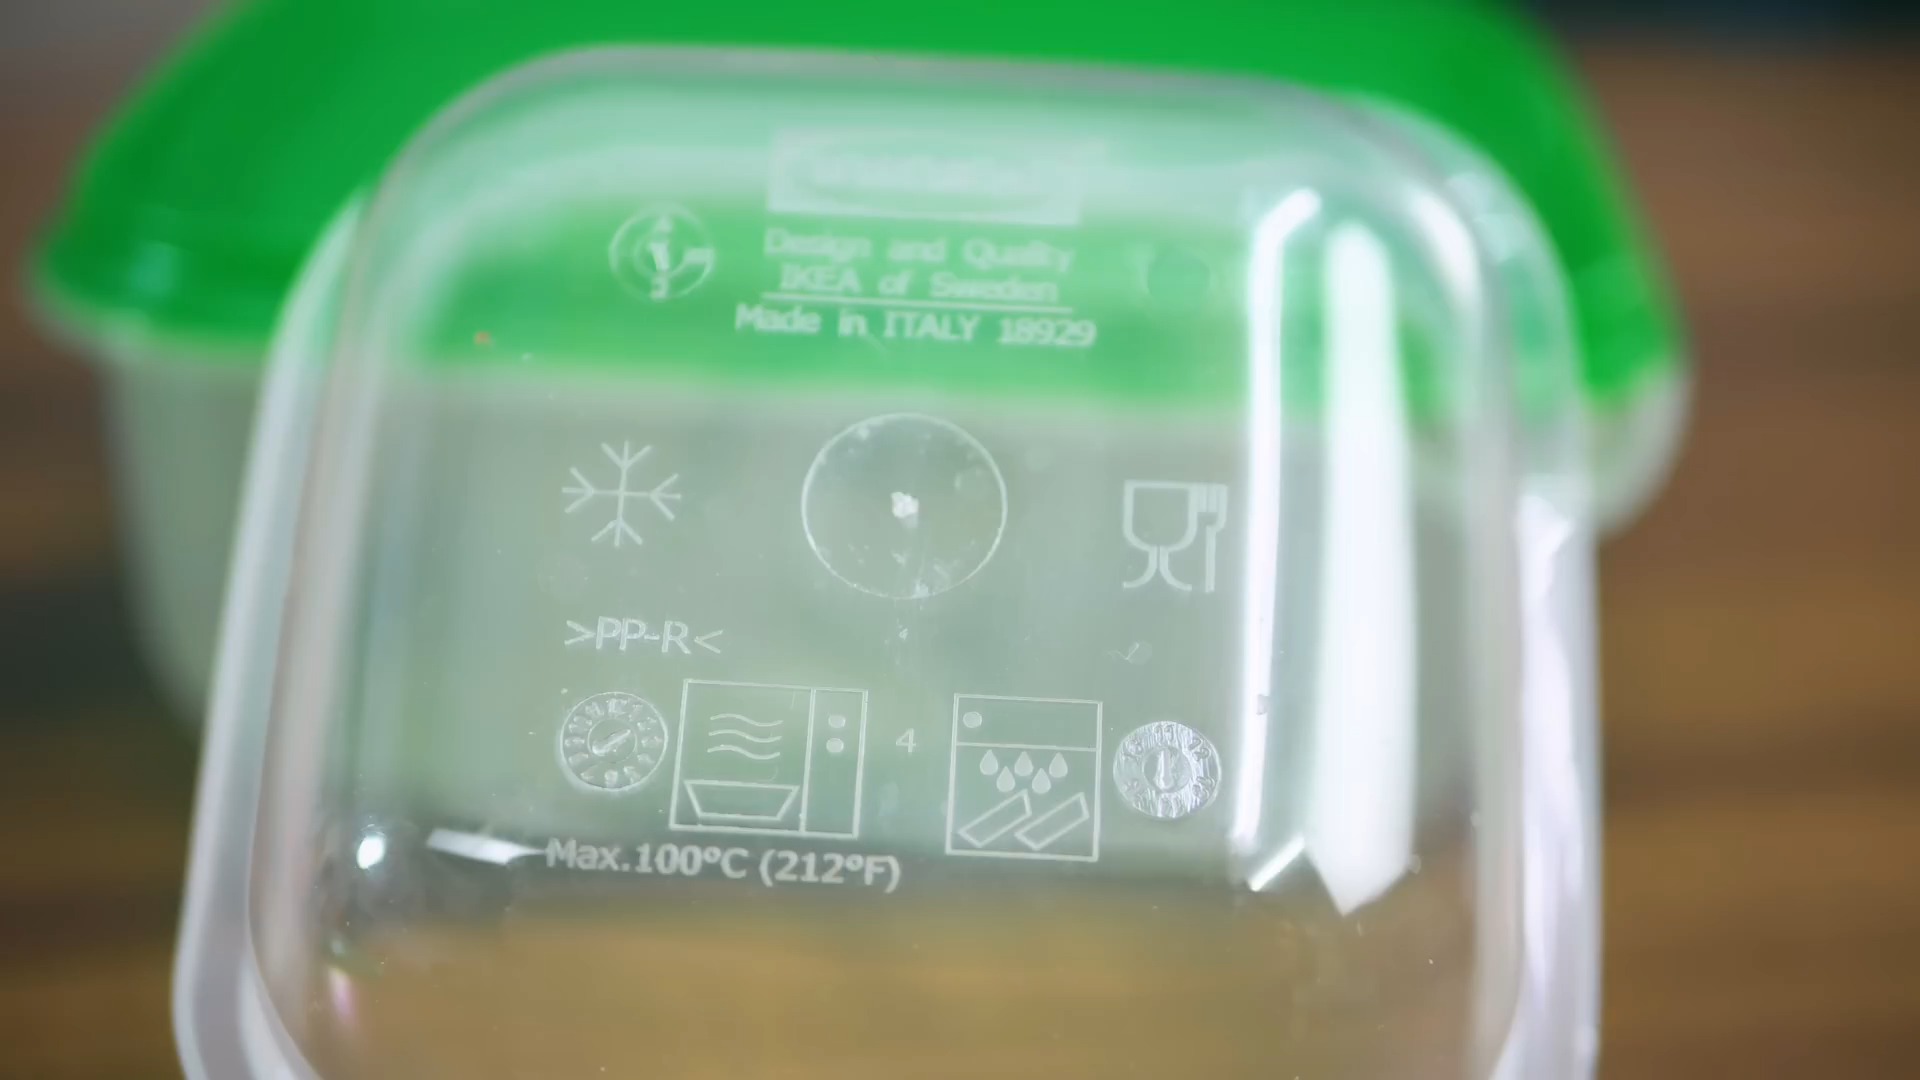 Design and Quality
IKEA of Sweden
Made in ITALY 18929
>PP-R<
4
Max.100°C (212°F)